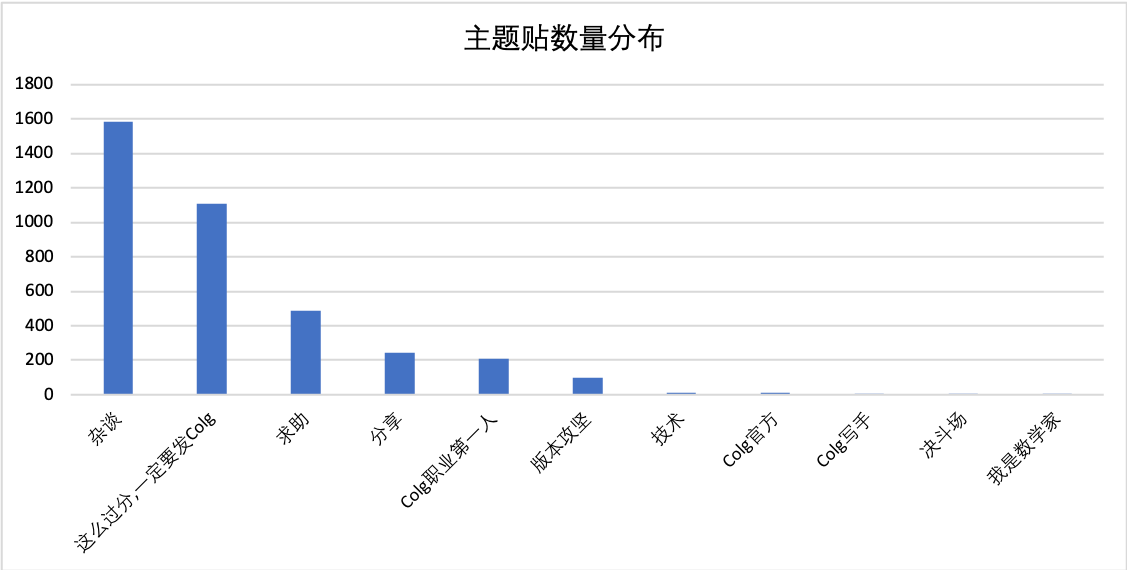 主题贴数量分布
1800
1600
1400
1200
1000
800
600
400
200
0
杂谈
这么过分,一定要发Colg
求助
分享
Colg职业第一人
版本攻坚
技术
Colg官方
Colg写手
决斗场
我是数学家